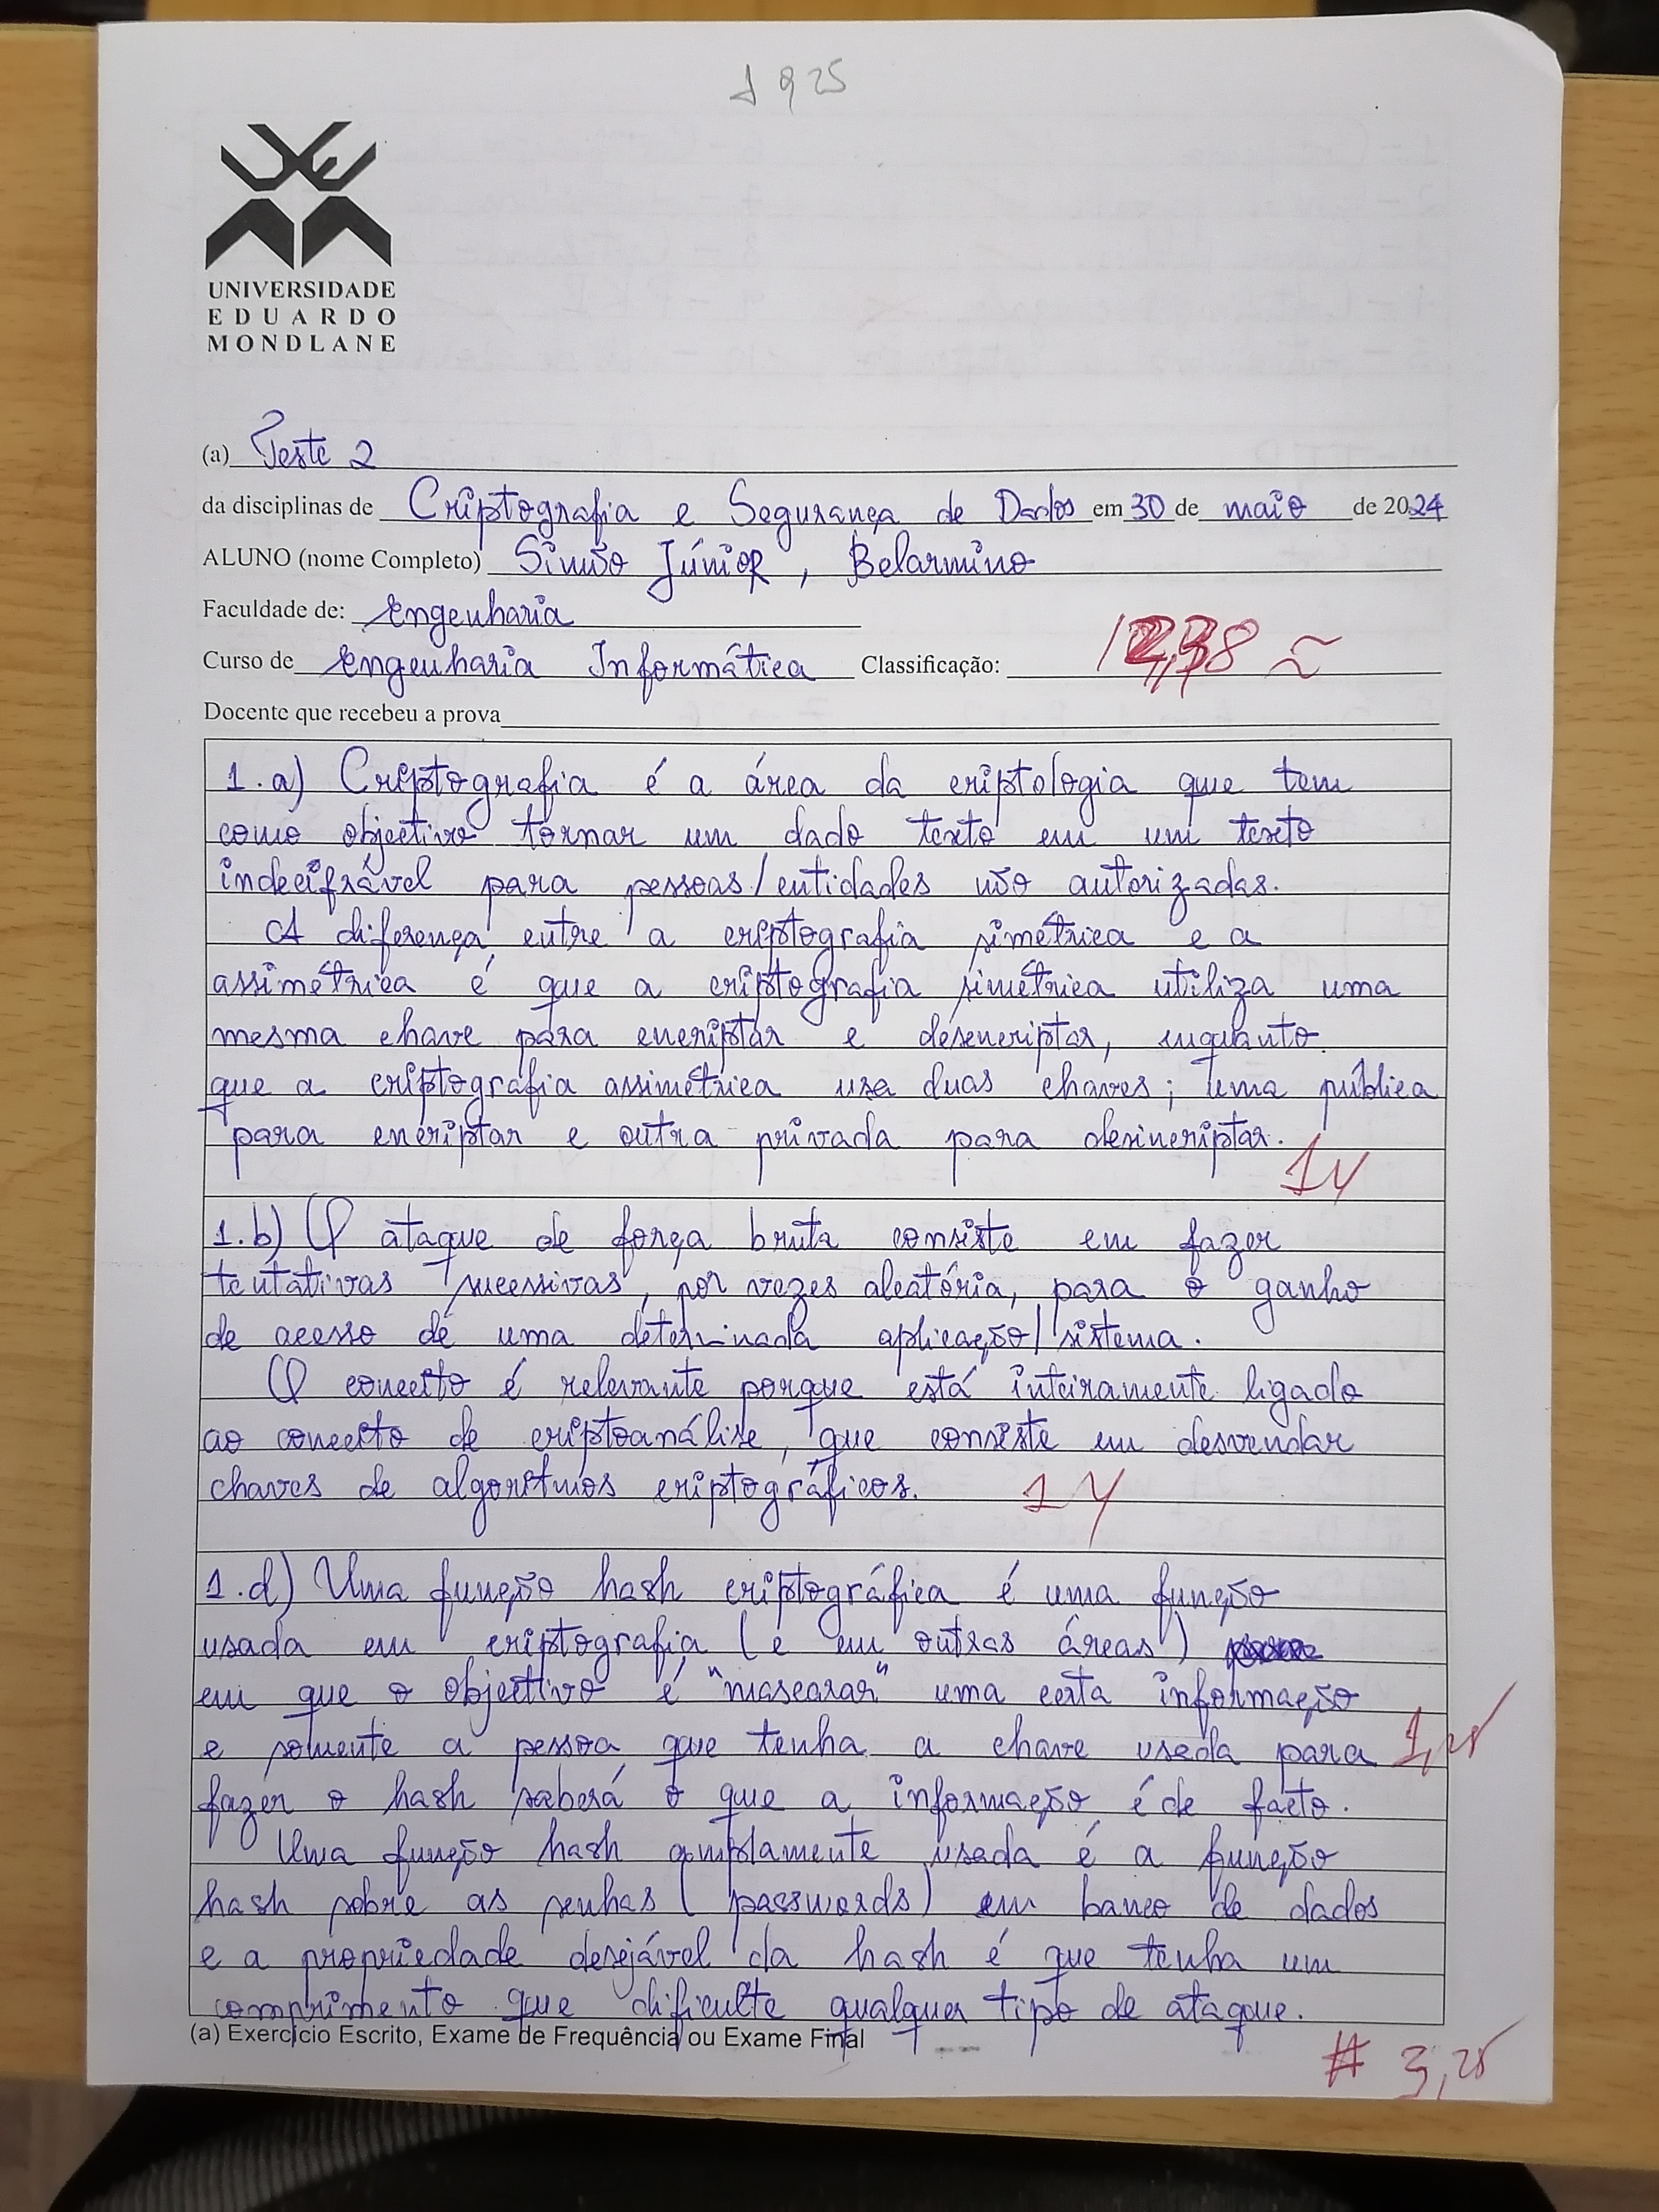 1925
UNIVERSIDADE
EDUARDO
MONDLANE
(a) Teste 2
da disciplinas de Criptografia e Segurança de Dados em 30 de maio de 2024
ALUNO (nome Completo) Simão Júnior, Belarmino
Faculdade de: Engenharia
Curso de Engenharia Informática Classificação:
Docente que recebeu a prova
1.a) Criptografia é a área da criptologia que tem
como objectivo tornar um dado texto em um texto
indecifrável para pessoas/entidades não autorizadas.
A diferença entre a criptografia simétrica e a
assimétrica é que a criptografia simétrica utiliza uma
mesma chave para encriptar e desencriptar, enquanto
que a criptografia assimétrica usa duas chaves; uma pública
para encriptar e outra privada para desincriptar.
1
1.b) O ataque de força bruta consiste em fazer
tentativas sucessivas, por vezes aleatória, para o ganho
de acesso de uma determinada aplicação/sistema.
O conceito é relevante porque está inteiramente ligado
ao conceito de criptoanálise, que consiste em desvendar
chaves de algoritmos criptográficos.
1
1.d) Uma função hash criptográfica é uma função
usada em criptografia (e em outras áreas)
em que o objectivo é "mascarar" uma certa informação
e somente a pessoa que tenha a chave usada para
1,25
fazer o hash saberá o que a informação é de facto.
Uma função hash amplamente usada é a função
hash sobre as senhas (passwords) em banco de dados
e a propriedade desejável da hash é que tenha um
comprimento que dificulte qualquer tipo de ataque.
(a) Exercício Escrito, Exame de Frequência ou Exame Final
# 3,25